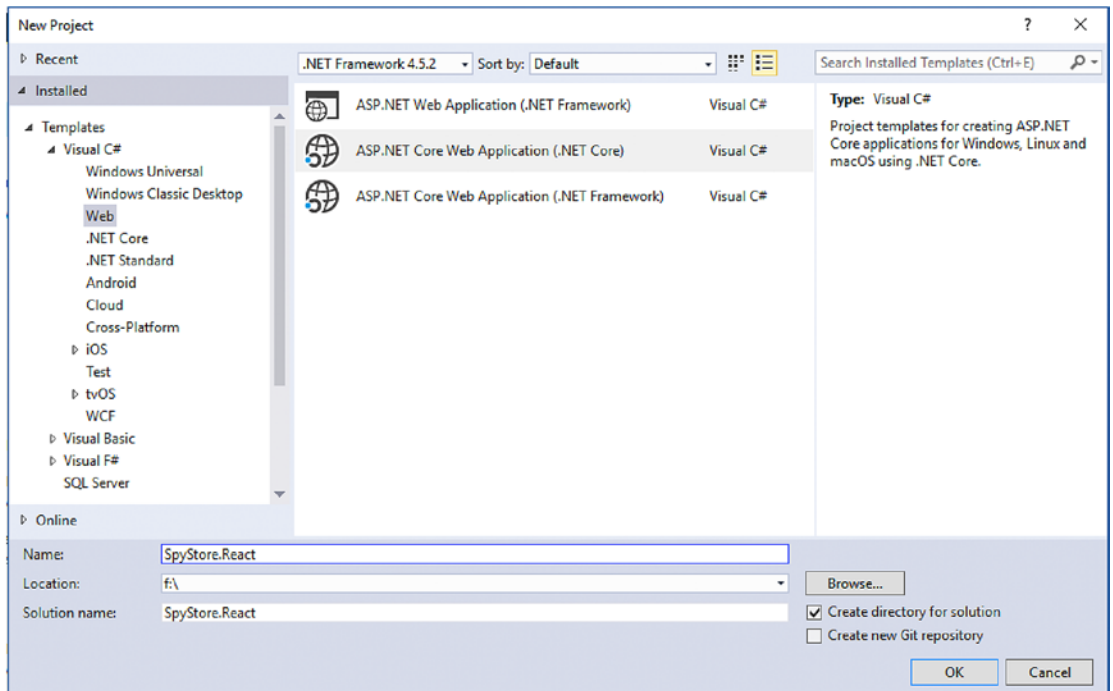 New Project
Recent
.NET Framework 4.5.2 Sort by: Default
Search Installed Templates (Ctrl+E)
Installed
Templates
Visual C#
Windows Universal
Windows Classic Desktop
Web
.NET Core
.NET Standard
Android
Cloud
Cross-Platform
iOS
Test
tvOS
WCF
Visual Basic
Visual F#
SQL Server
Online
ASP.NET Web Application (.NET Framework) Visual C#
ASP.NET Core Web Application (.NET Core) Visual C#
ASP.NET Core Web Application (.NET Framework) Visual C#
Type: Visual C#
Project templates for creating ASP.NET
Core applications for Windows, Linux and
macOS using .NET Core.
Name: SpyStore.React
Location: f:\
Browse...
Solution name: SpyStore.React
Create directory for solution
Create new Git repository
OK Cancel